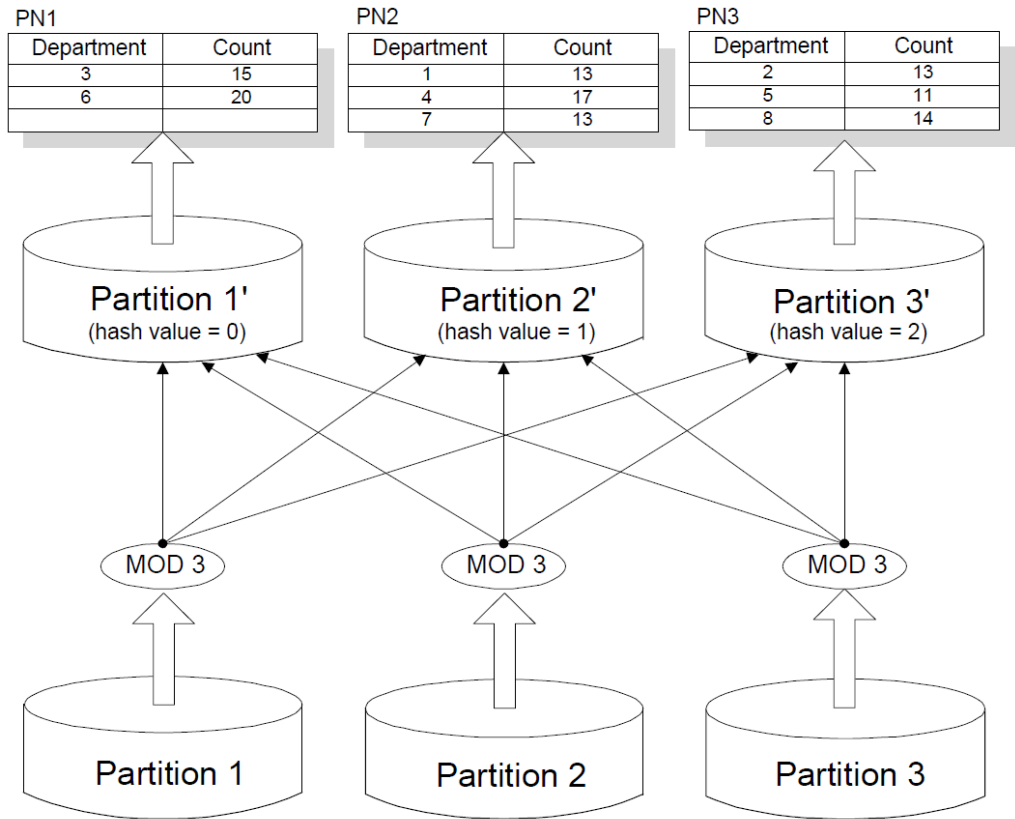 PN1
Department Count
3 15
6 20
PN2
Department Count
1 13
4 17
7 13
PN3
Department Count
2 13
5 11
8 14
Partition 1'
(hash value = 0)
Partition 2'
(hash value = 1)
Partition 3'
(hash value = 2)
MOD 3
MOD 3
MOD 3
Partition 1
Partition 2
Partition 3